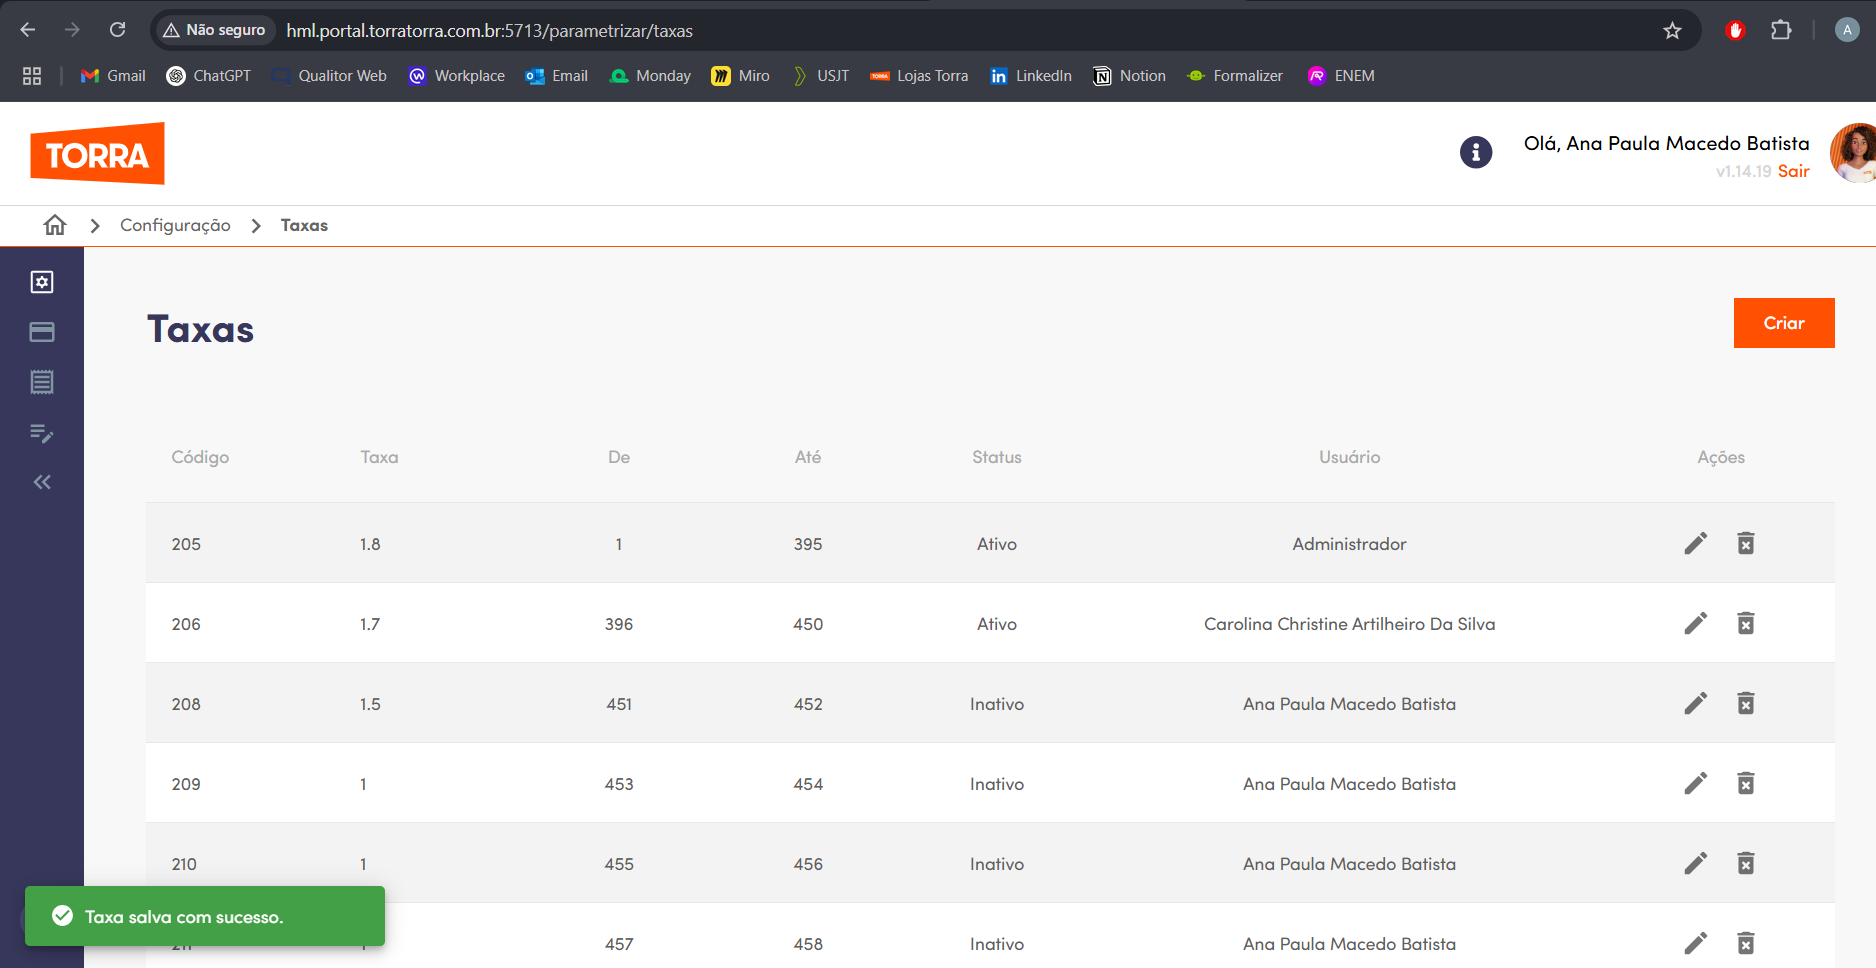 Não seguro hml.portal.torratorra.com.br:5713/parametrizar/taxas A
Gmail ChatGPT Qualitor Web Workplace Email Monday Miro USJT Lojas Torra LinkedIn Notion Formalizer ENEM
TORRA
Olá, Ana Paula Macedo Batista
v1.14.19 Sair
Configuração Taxas
Taxas
Criar
Código Taxa De Até Status Usuário Ações
205 1.8 1 395 Ativo Administrador
206 1.7 396 450 Ativo Carolina Christine Artilheiro Da Silva
208 1.5 451 452 Inativo Ana Paula Macedo Batista
209 1 453 454 Inativo Ana Paula Macedo Batista
210 1 455 456 Inativo Ana Paula Macedo Batista
Taxa salva com sucesso.
457 458 Inativo Ana Paula Macedo Batista